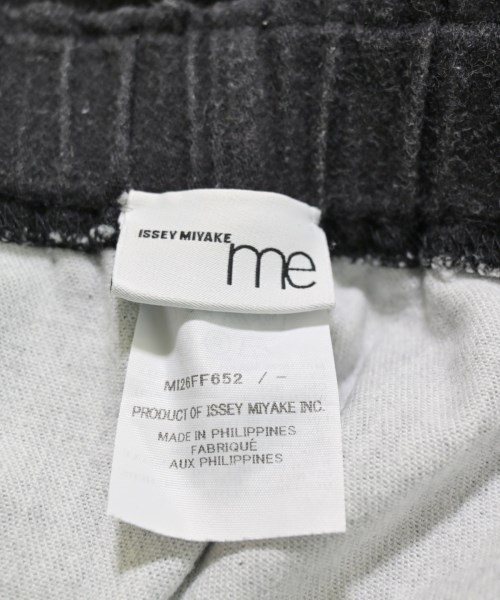 ISSEY MIYAKE
me
MI26FF652 / -
PRODUCT OF ISSEY MIYAKE INC.
MADE IN PHILIPPINES
FABRIQUÉ
AUX PHILIPPINES